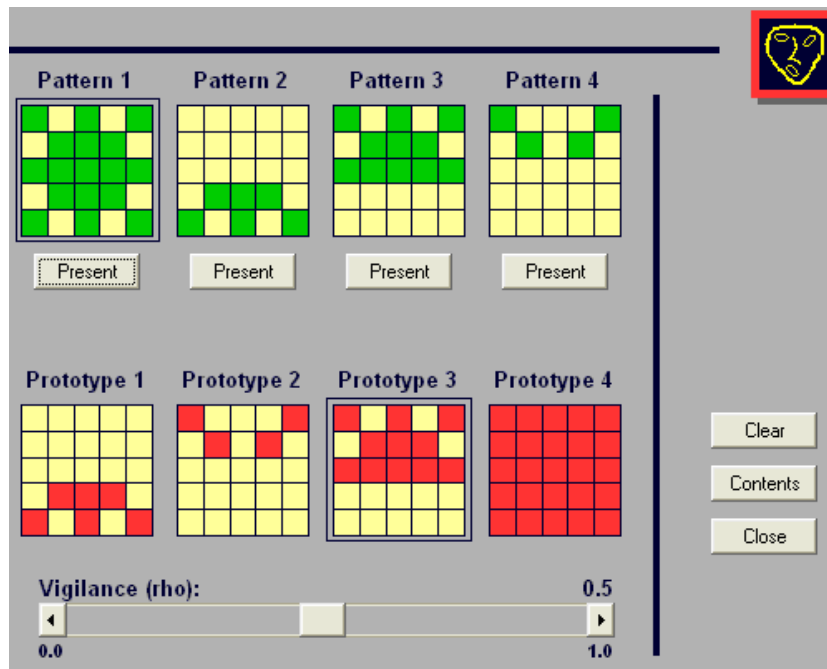 Pattern 1 Pattern 2 Pattern 3 Pattern 4
Present Present Present Present
Prototype 1 Prototype 2 Prototype 3 Prototype 4
Clear
Contents
Close
Vigilance (rho): 0.5
0.0 1.0